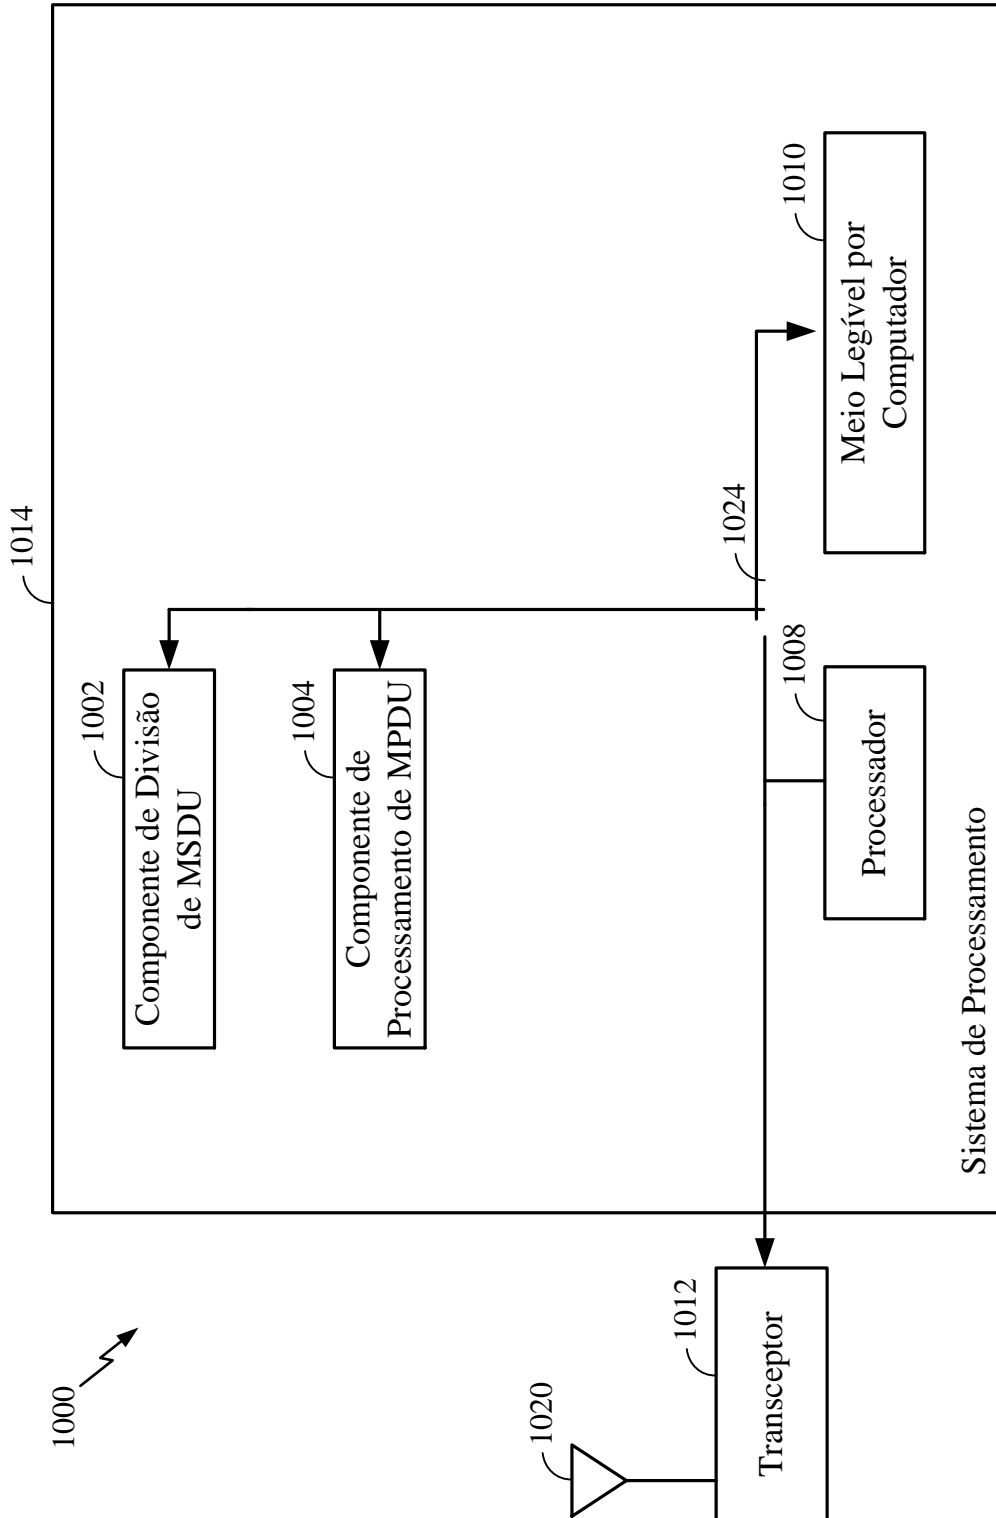 1000
1014
1020
1012
Transceptor
1002
Componente de Divisão
de MSDU
1004
Componente de
Processamento de MPDU
1024
1008
Processador
1010
Meio Legível por
Computador
Sistema de Processamento